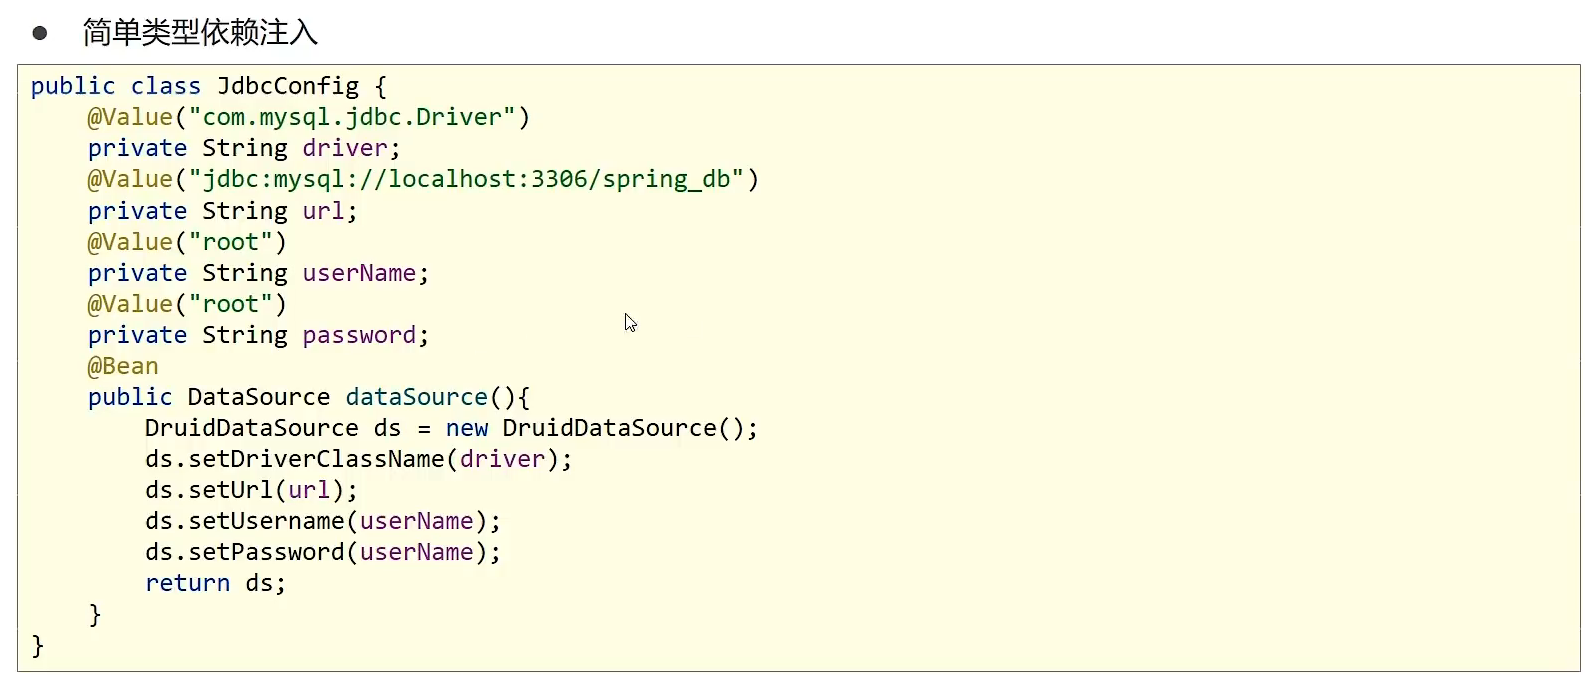 ● 简单类型依赖注入
public class JdbcConfig {
    @Value("com.mysql.jdbc.Driver")
    private String driver;
    @Value("jdbc:mysql://localhost:3306/spring_db")
    private String url;
    @Value("root")
    private String userName;
    @Value("root")
    private String password;
    @Bean
    public DataSource dataSource(){
        DruidDataSource ds = new DruidDataSource();
        ds.setDriverClassName(driver);
        ds.setUrl(url);
        ds.setUsername(userName);
        ds.setPassword(userName);
        return ds;
    }
}